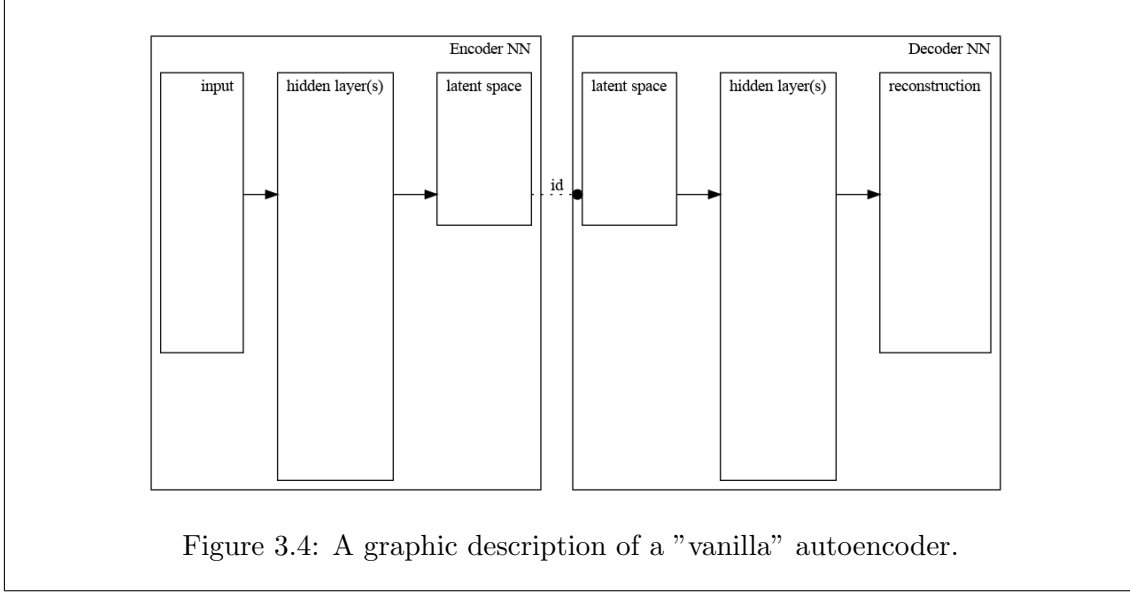 Encoder NN
Decoder NN
input
hidden layer(s)
latent space
latent space
hidden layer(s)
reconstruction
id
Figure 3.4: A graphic description of a ”vanilla” autoencoder.